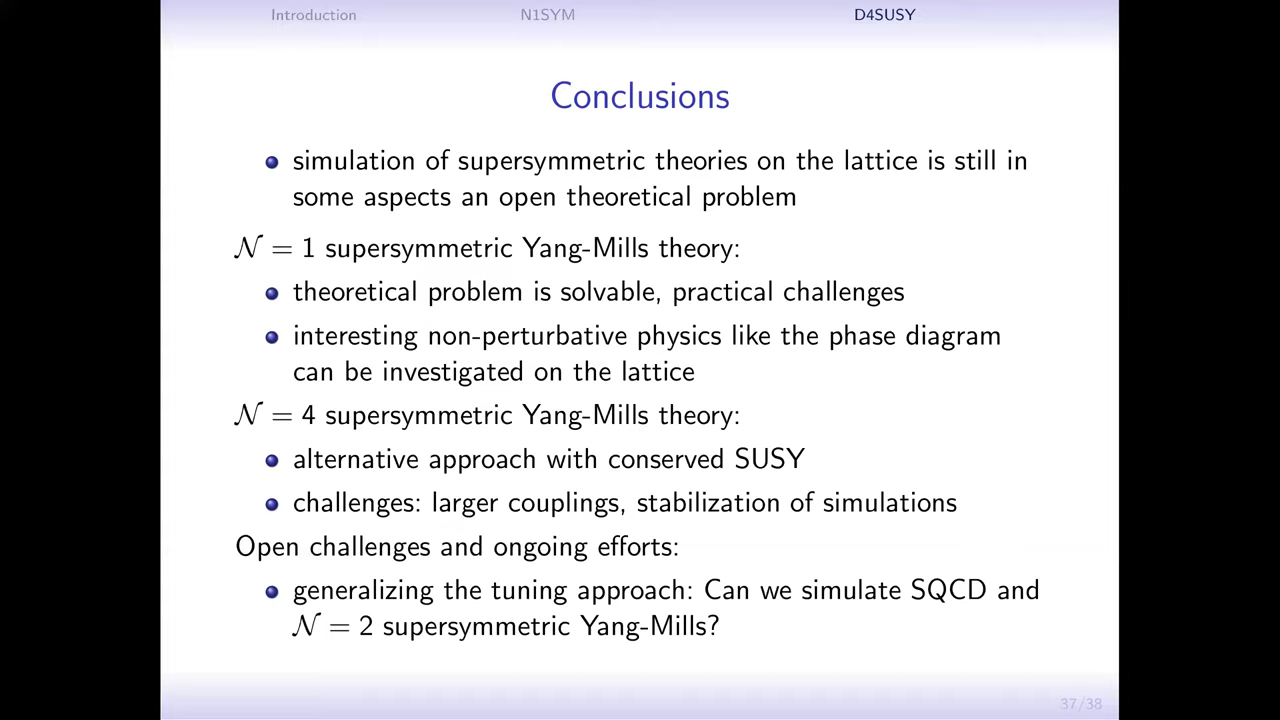 Introduction N1SYM D4SUSY
Conclusions
simulation of supersymmetric theories on the lattice is still in
some aspects an open theoretical problem
𝒩 = 1 supersymmetric Yang-Mills theory:
theoretical problem is solvable, practical challenges
interesting non-perturbative physics like the phase diagram
can be investigated on the lattice
𝒩 = 4 supersymmetric Yang-Mills theory:
alternative approach with conserved SUSY
challenges: larger couplings, stabilization of simulations
Open challenges and ongoing efforts:
generalizing the tuning approach: Can we simulate SQCD and
𝒩 = 2 supersymmetric Yang-Mills?
37/38